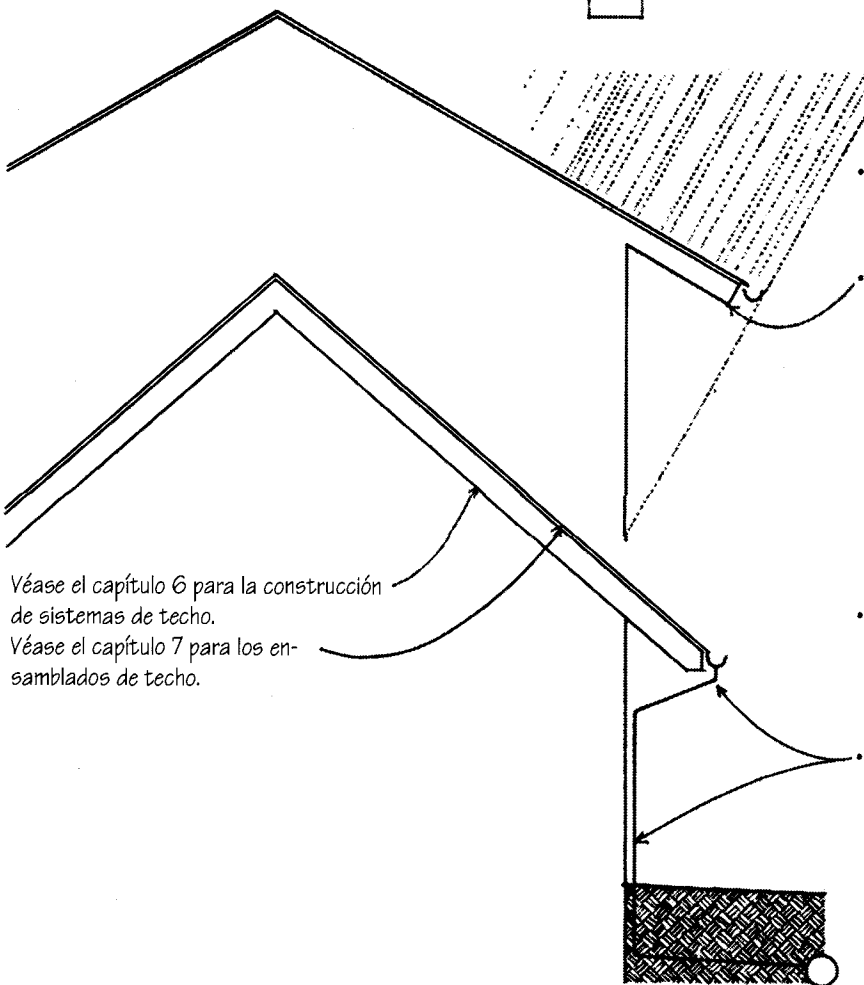 Véase el capítulo 6 para la construcción
de sistemas de techo.
Véase el capítulo 7 para los en-
samblados de techo.